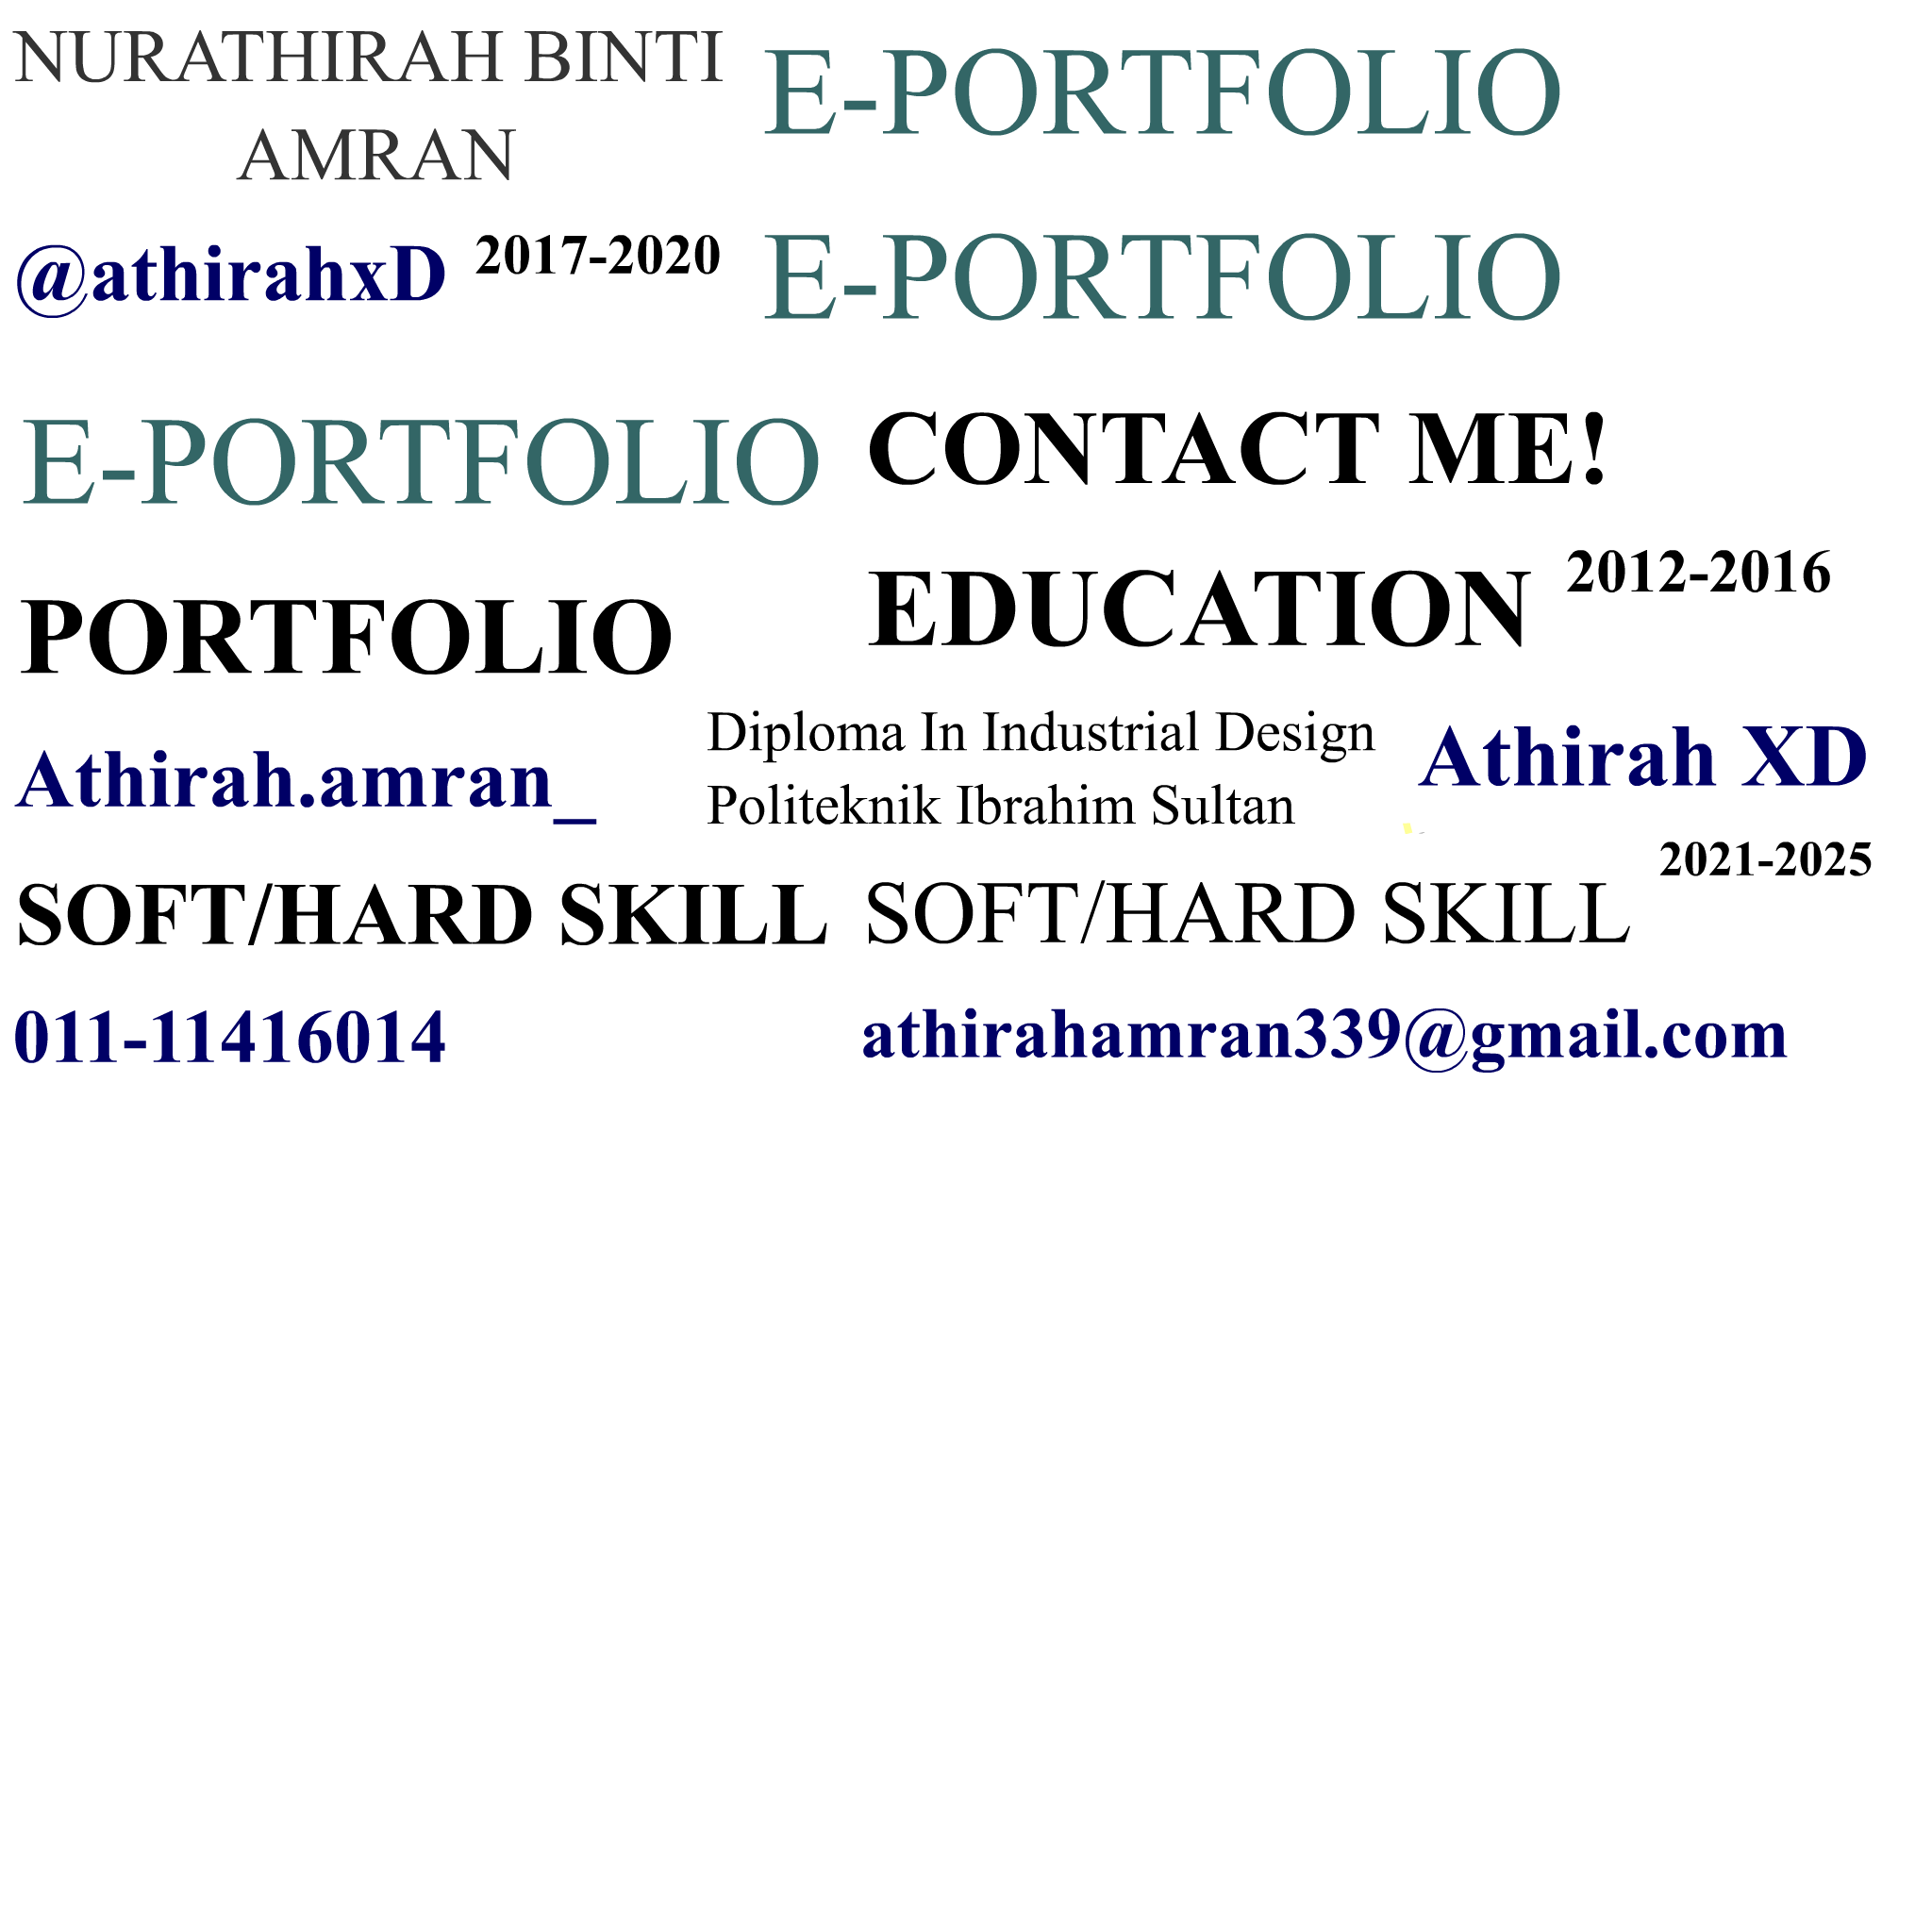 NURATHIRAH BINTI
AMRAN
E-PORTFOLIO
@athirahxD
2017-2020
E-PORTFOLIO
E-PORTFOLIO
CONTACT ME!
PORTFOLIO
EDUCATION
2012-2016
Athirah.amran_
Diploma In Industrial Design
Politeknik Ibrahim Sultan
Athirah XD
2021-2025
SOFT/HARD SKILL
SOFT/HARD SKILL
011-11416014
athirahamran339@gmail.com